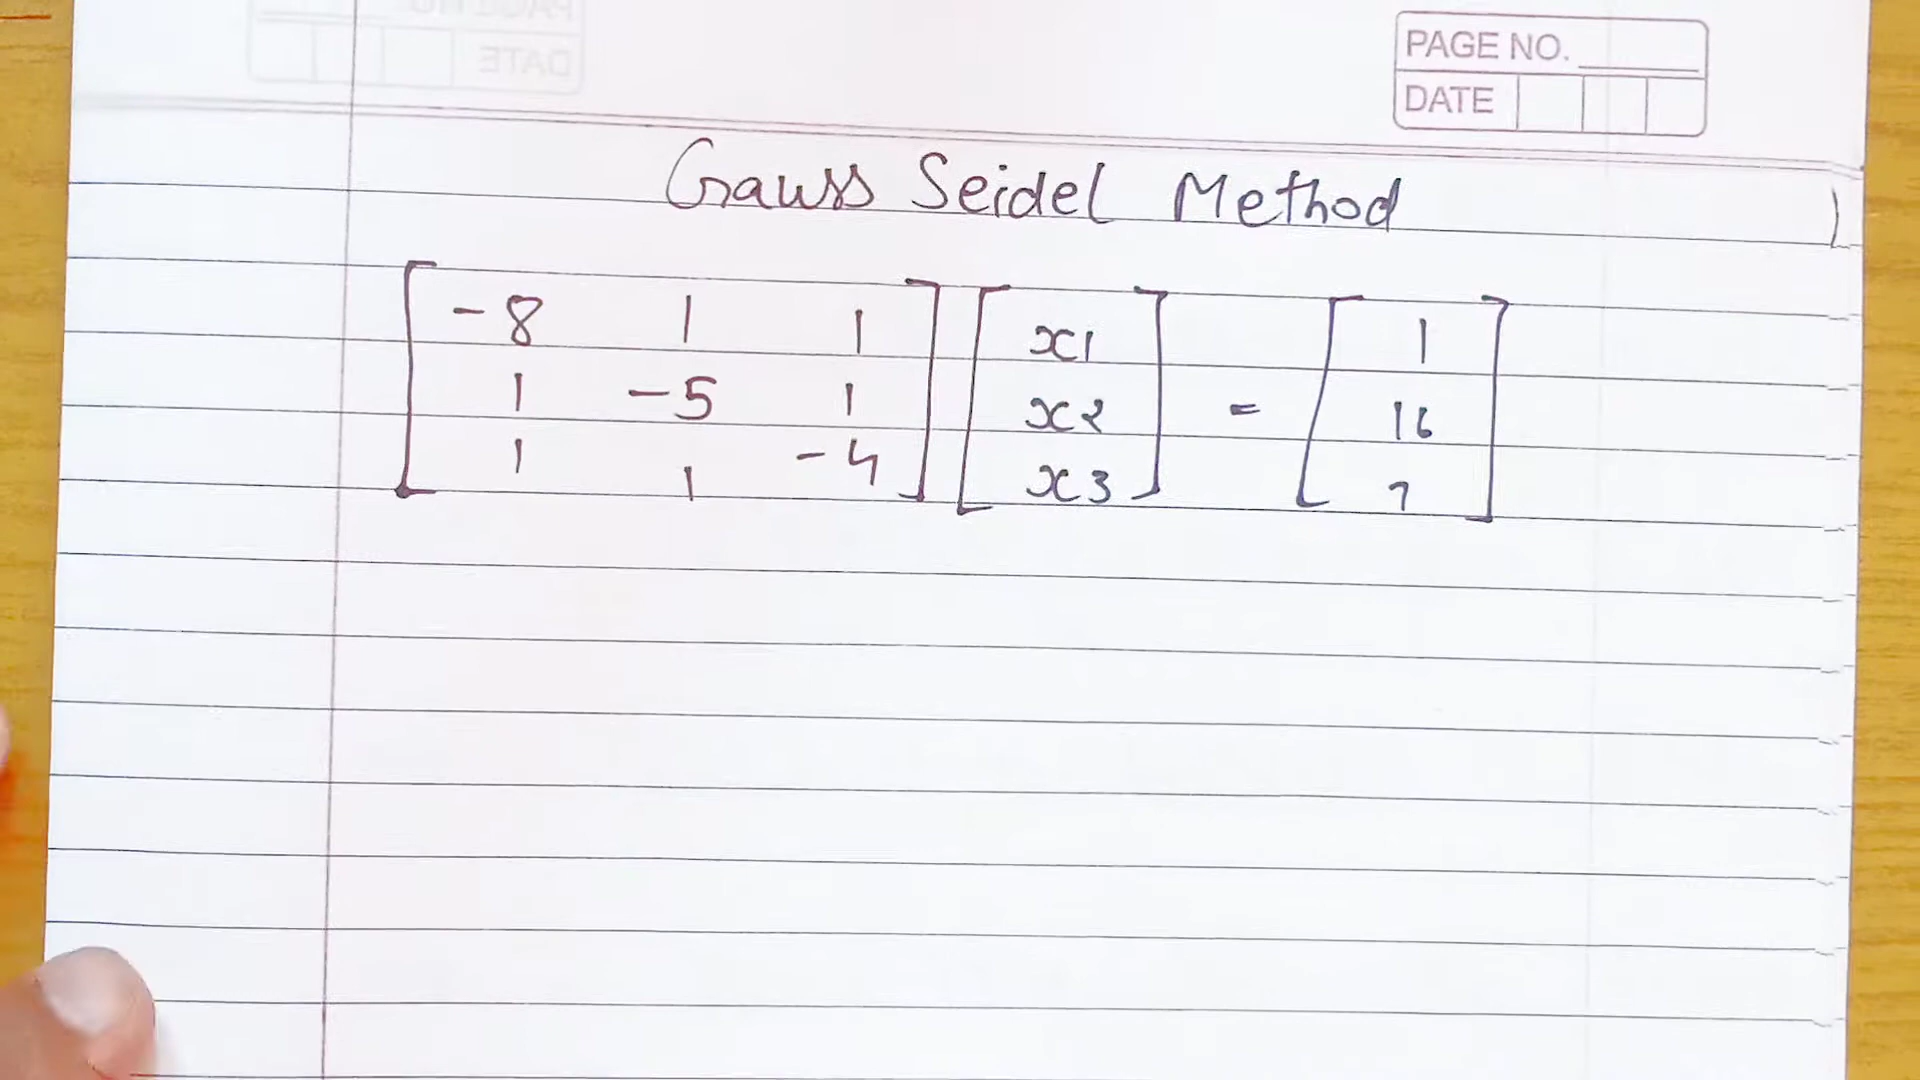 PAGE NO.
DATE
Gauss Seidel Method
-8 1 1 x1 1
1 -5 1 x2 = 16
1 1 -4 x3 7